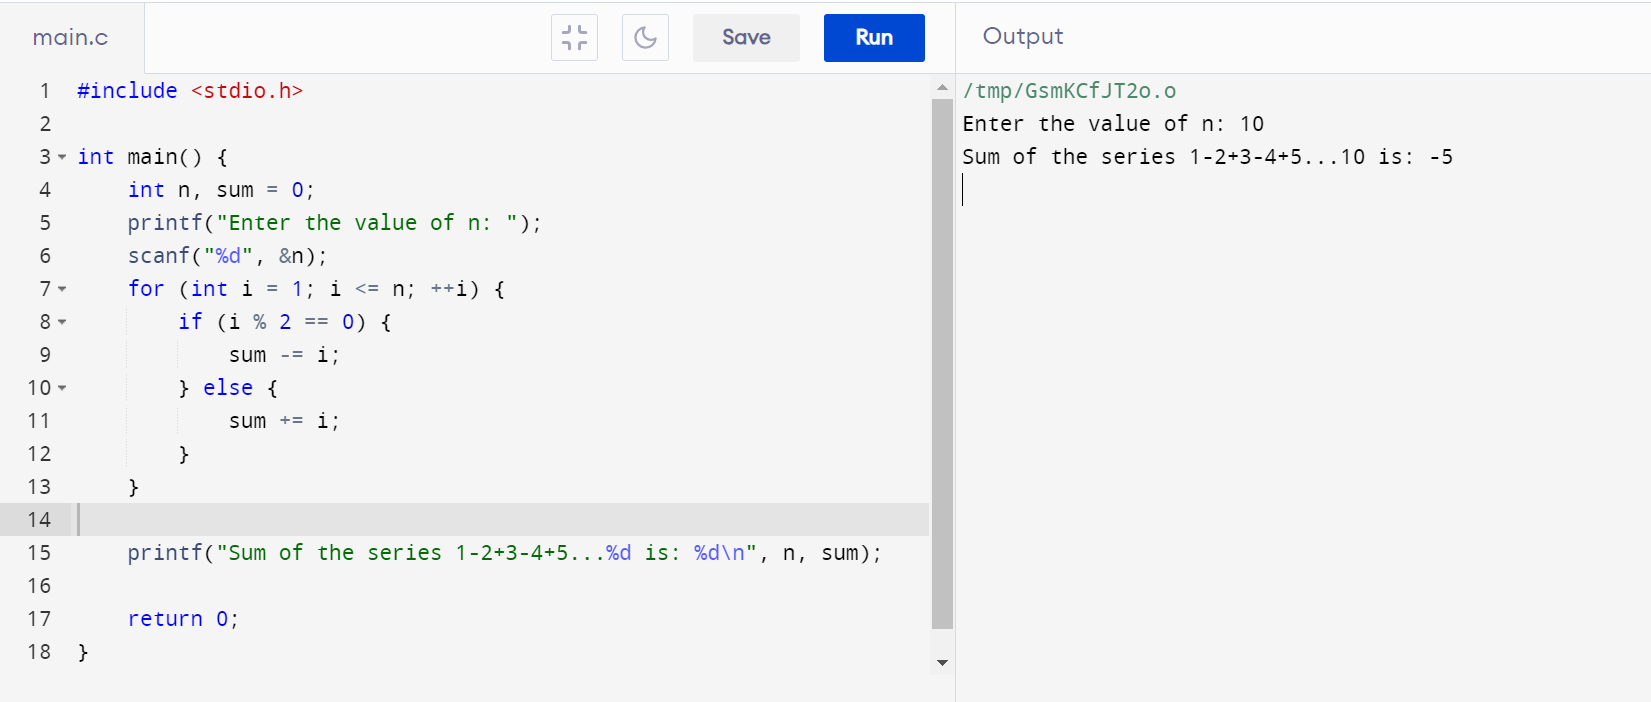 main.c
Save
Run
Output
1 #include <stdio.h>
2
3 int main() {
4     int n, sum = 0;
5     printf("Enter the value of n: ");
6     scanf("%d", &n);
7     for (int i = 1; i <= n; ++i) {
8         if (i % 2 == 0) {
9             sum -= i;
10         } else {
11             sum += i;
12         }
13     }
14
15     printf("Sum of the series 1-2+3-4+5...%d is: %d\n", n, sum);
16
17     return 0;
18 }
/tmp/GsmKCfJT2o.o
Enter the value of n: 10
Sum of the series 1-2+3-4+5...10 is: -5